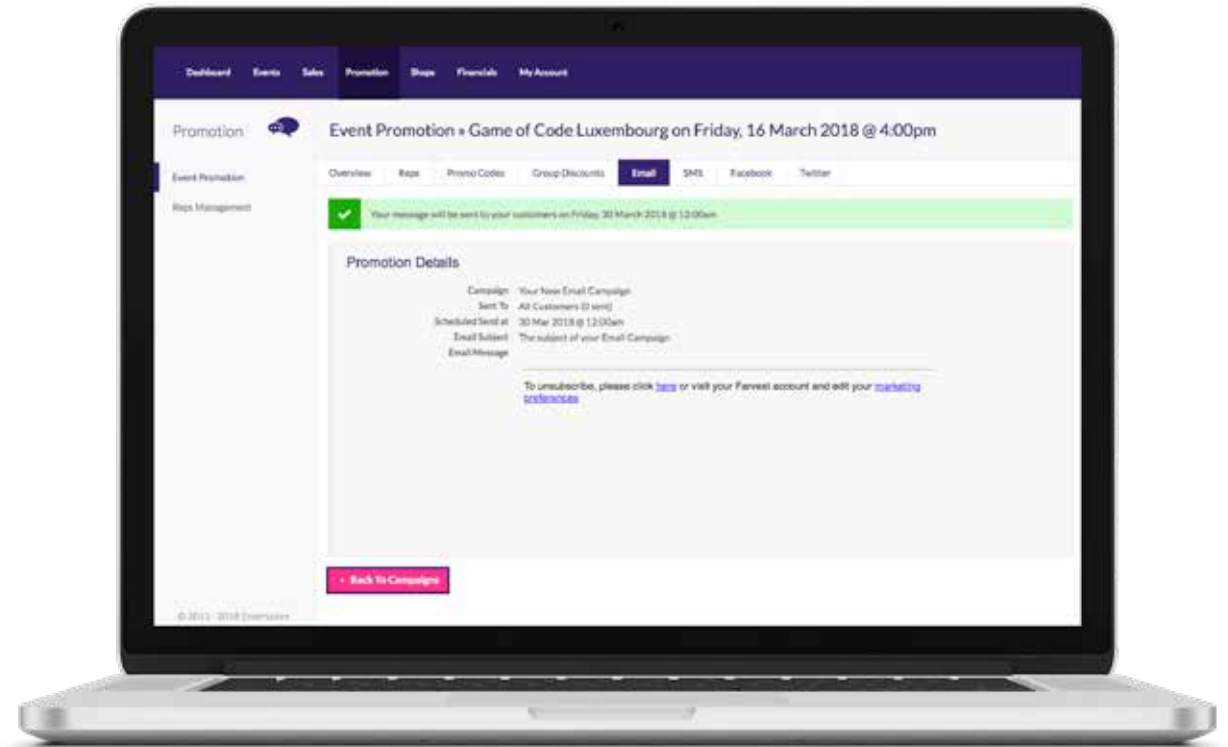 Dashboard Events Sales Promotion Shops Financials My Account
Promotion
Event Promotion
Reps Management
Event Promotion » Game of Code Luxembourg on Friday, 16 March 2018 @ 4:00pm
Overview Reps Promo Codes Group Discounts Email SMS Facebook Twitter
Your message will be sent to your customers on Friday, 30 March 2018 @ 12:00am
Promotion Details
Campaign Your New Email Campaign
Sent To All Customers (0 sent)
Scheduled Send at 30 Mar 2018 @ 12:00am
Email Subject The subject of your Email Campaign
Email Message
To unsubscribe, please click here or visit your Farvest account and edit your marketing
preferences
Back To Campaigns
© 2011 - 2018